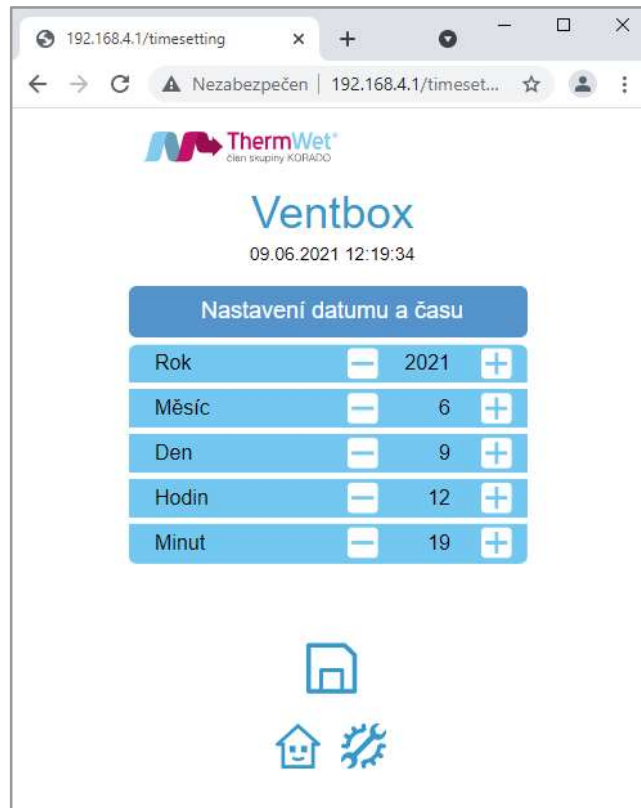 192.168.4.1/timesetting
Nezabezpečen | 192.168.4.1/timeset...
ThermWet®
člen skupiny KORADO
Ventbox
09.06.2021 12:19:34
Nastavení datumu a času
Rok 2021
Měsíc 6
Den 9
Hodin 12
Minut 19